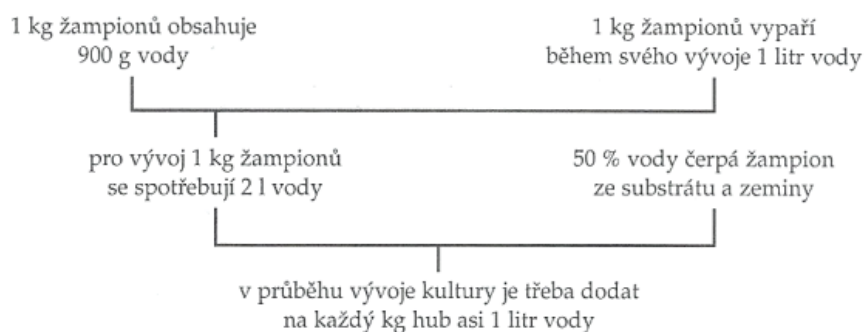 1 kg žampionů obsahuje
900 g vody
1 kg žampionů vypaří
během svého vývoje 1 litr vody
pro vývoj 1 kg žampionů
se spotřebují 2 l vody
50 % vody čerpá žampion
ze substrátu a zeminy
v průběhu vývoje kultury je třeba dodat
na každý kg hub asi 1 litr vody